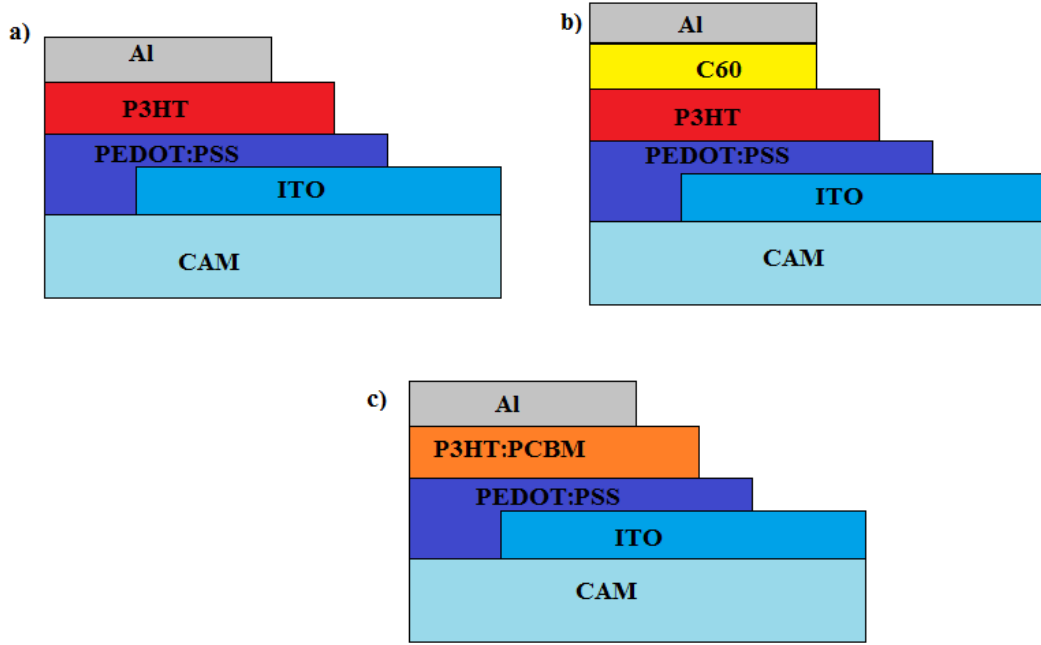 a)
Al
P3HT
PEDOT:PSS
ITO
CAM
b)
Al
C60
P3HT
PEDOT:PSS
ITO
CAM
c)
Al
P3HT:PCBM
PEDOT:PSS
ITO
CAM